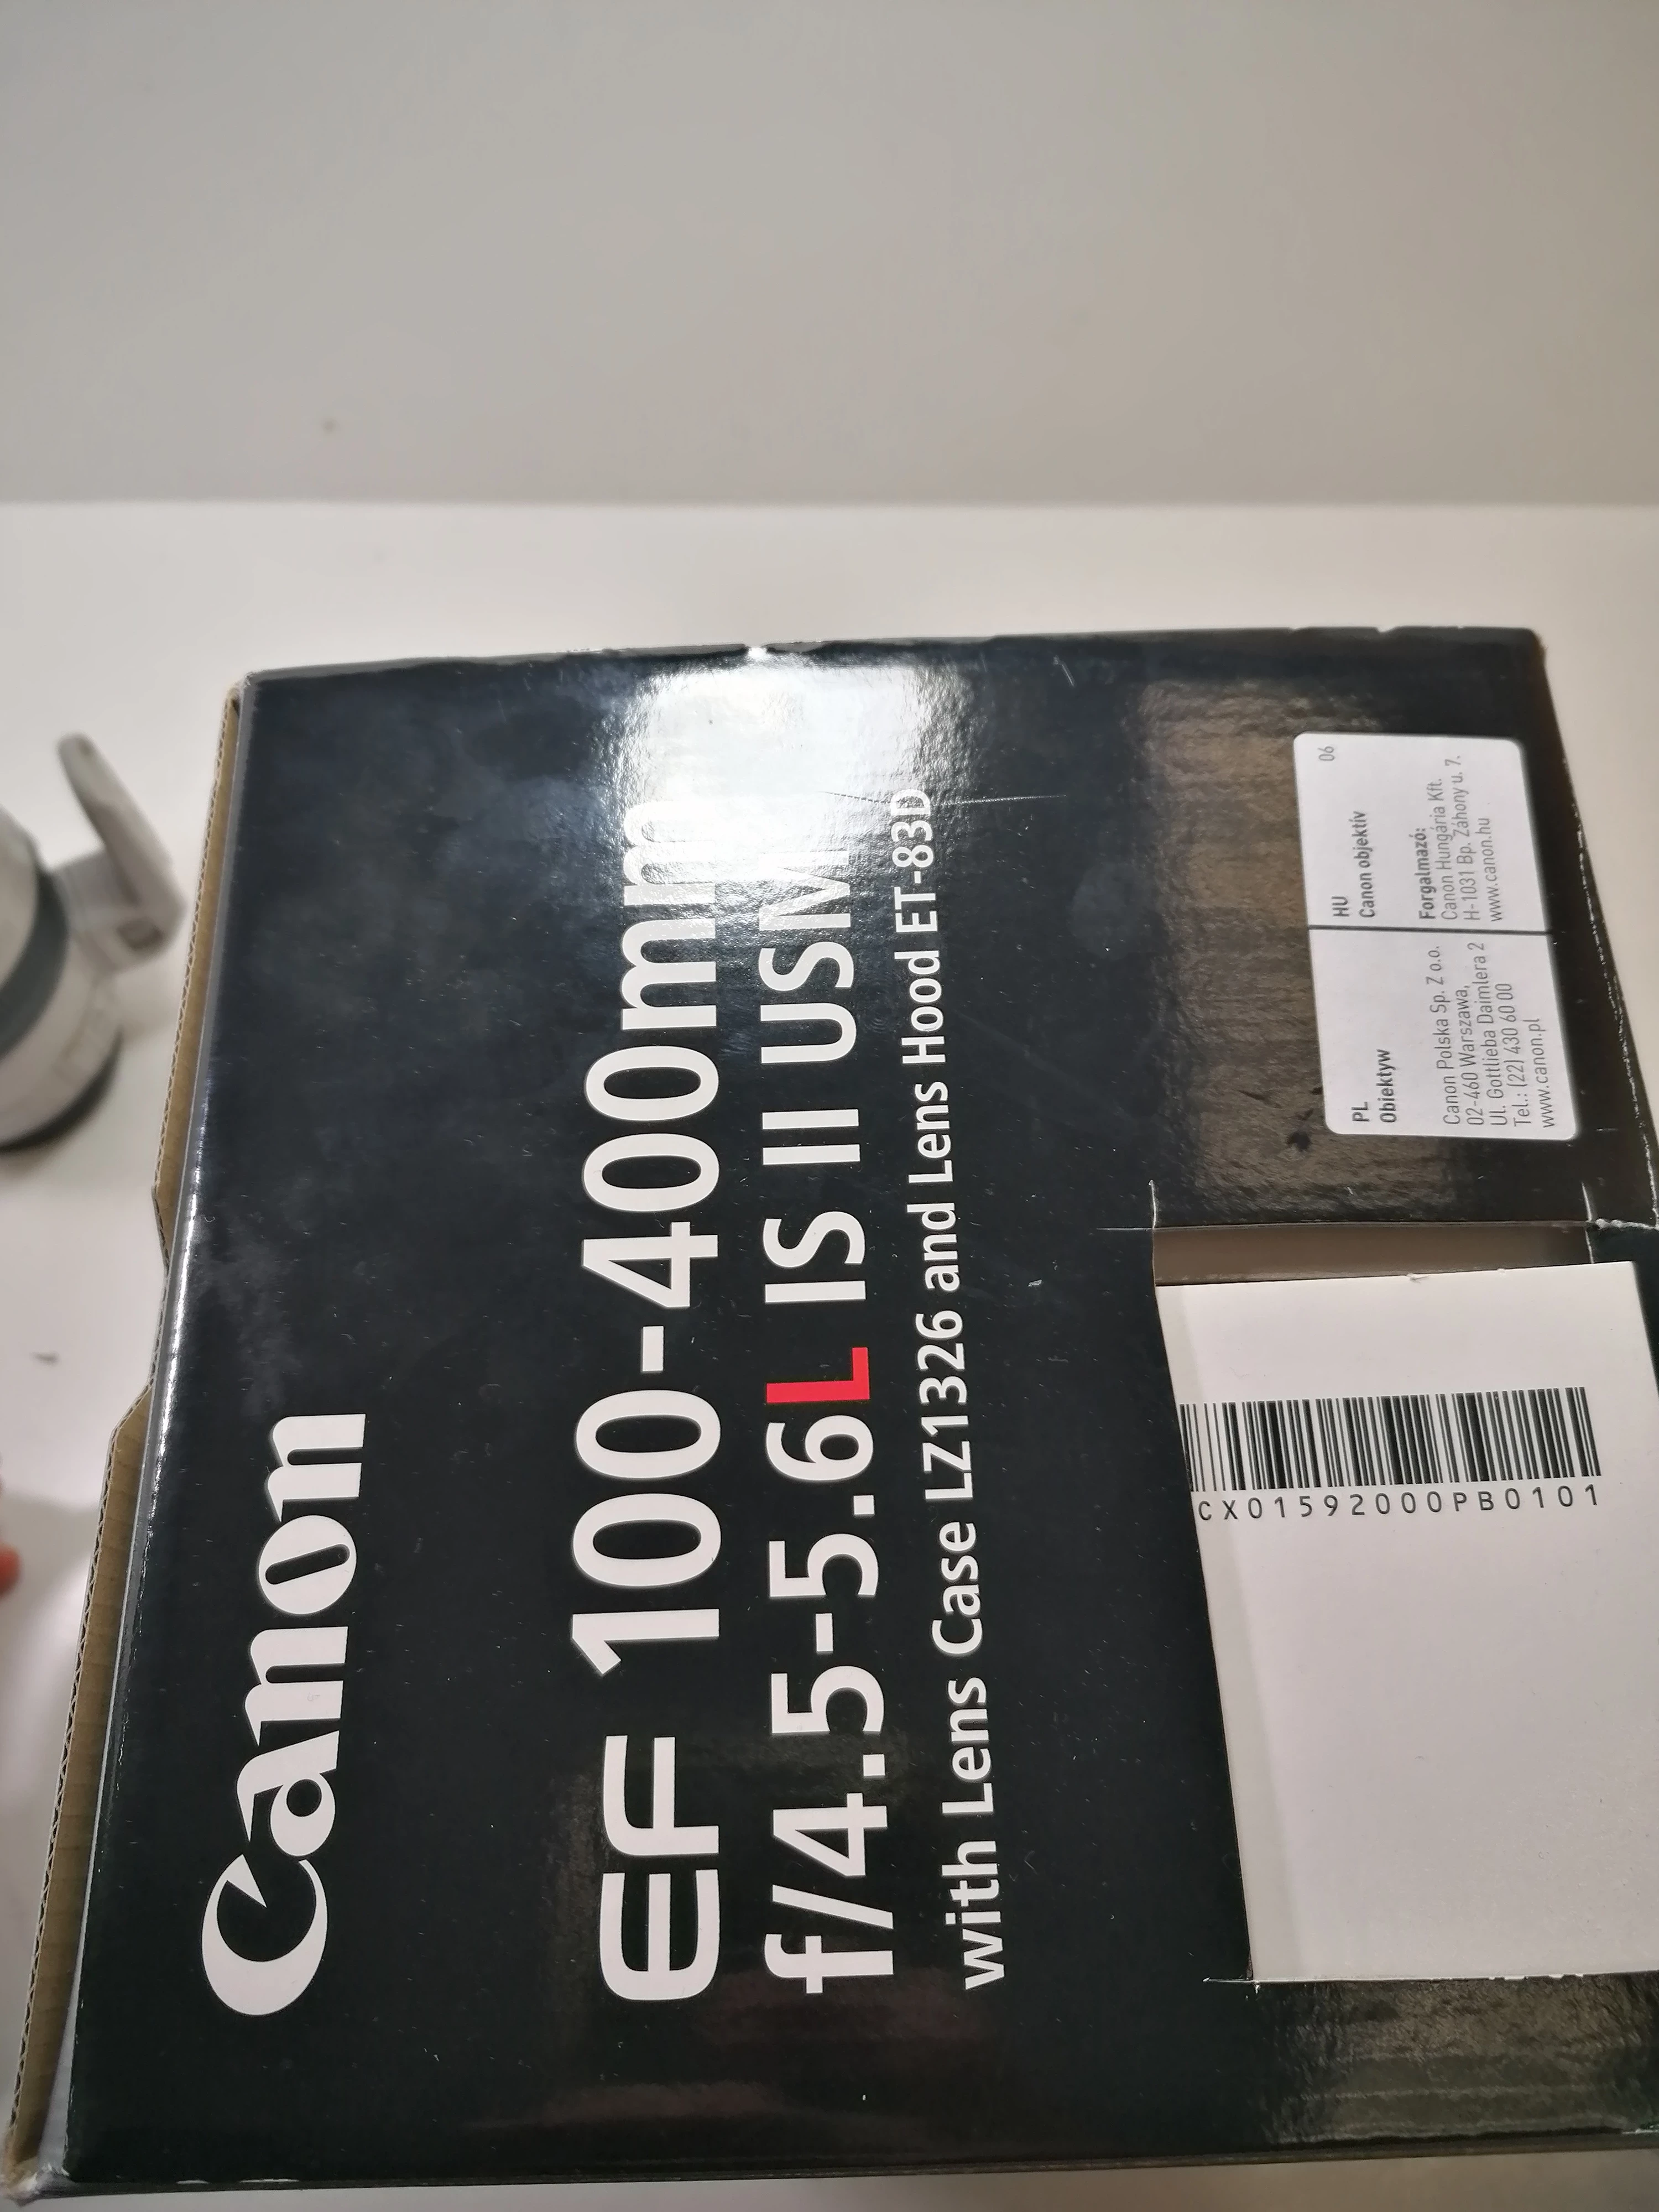 Canon
EF 100-400mm
f/4.5-5.6L IS II USM
with Lens Case LZ1326 and Lens Hood ET-83D
PL
Obiektyw
Canon Polska Sp. Z o.o.
02-460 Warszawa,
Ul. Gottlieba Daimlera 2
Tel.: (22) 430 60 00
www.canon.pl
HU
06
Canon objektív
Forgalmazó:
Canon Hungária Kft.
H-1031 Bp. Záhony u. 7.
www.canon.hu
CX01592000PB0101